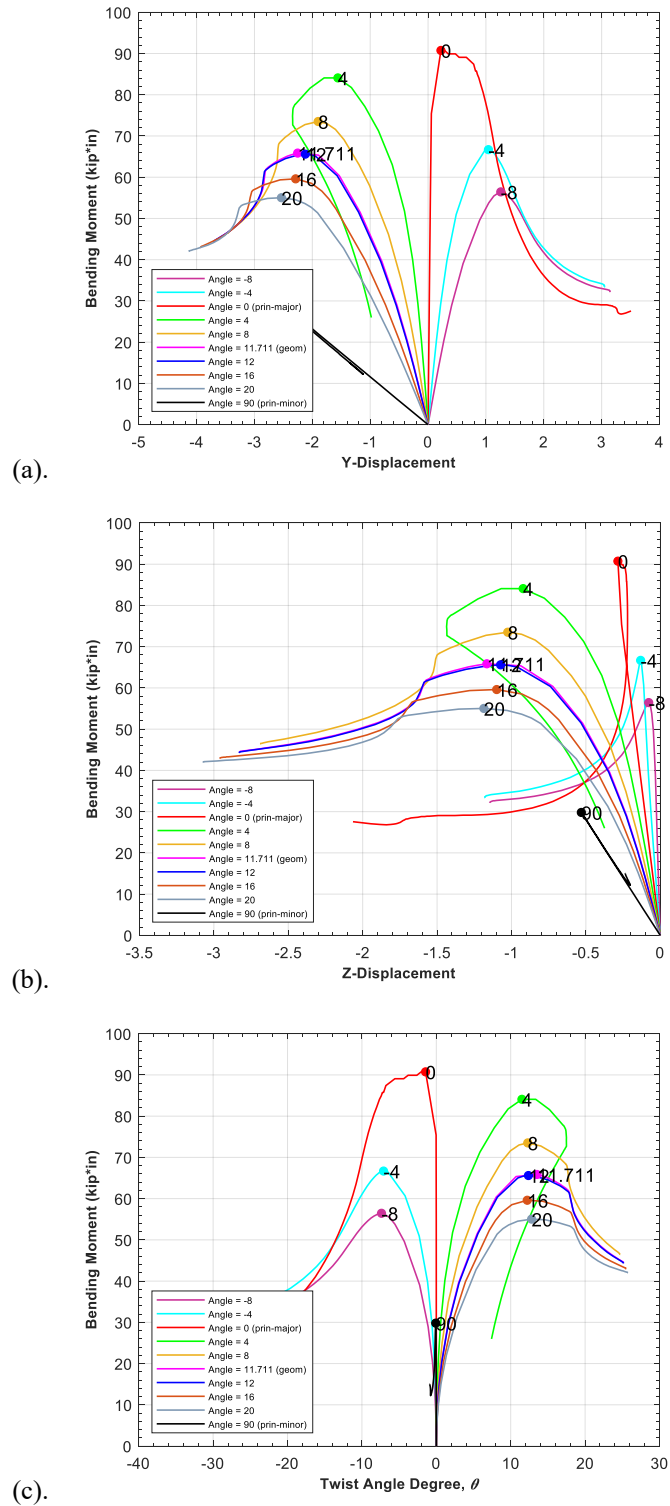 100
90
80
70
60
50
40
30
20
10
0
Bending Moment (kip*in)
0
4
-4
8
12
16
-8
20
Angle = -8
Angle = -4
Angle = 0 (prin-major)
Angle = 4
Angle = 8
Angle = 11.711 (geom)
Angle = 12
Angle = 16
Angle = 20
Angle = 90 (prin-minor)
-5 -4 -3 -2 -1 0 1 2 3 4
Y-Displacement
(a).
100
90
80
70
60
50
40
30
20
10
0
Bending Moment (kip*in)
0
4
8
-4
12
16
-8
20
90
Angle = -8
Angle = -4
Angle = 0 (prin-major)
Angle = 4
Angle = 8
Angle = 11.711 (geom)
Angle = 12
Angle = 16
Angle = 20
Angle = 90 (prin-minor)
-3.5 -3 -2.5 -2 -1.5 -1 -0.5 0
Z-Displacement
(b).
100
90
80
70
60
50
40
30
20
10
0
Bending Moment (kip*in)
0
4
8
-4
12 11.711
16
-8
20
90
Angle = -8
Angle = -4
Angle = 0 (prin-major)
Angle = 4
Angle = 8
Angle = 11.711 (geom)
Angle = 12
Angle = 16
Angle = 20
Angle = 90 (prin-minor)
-40 -30 -20 -10 0 10 20 30
Twist Angle Degree, θ
(c).